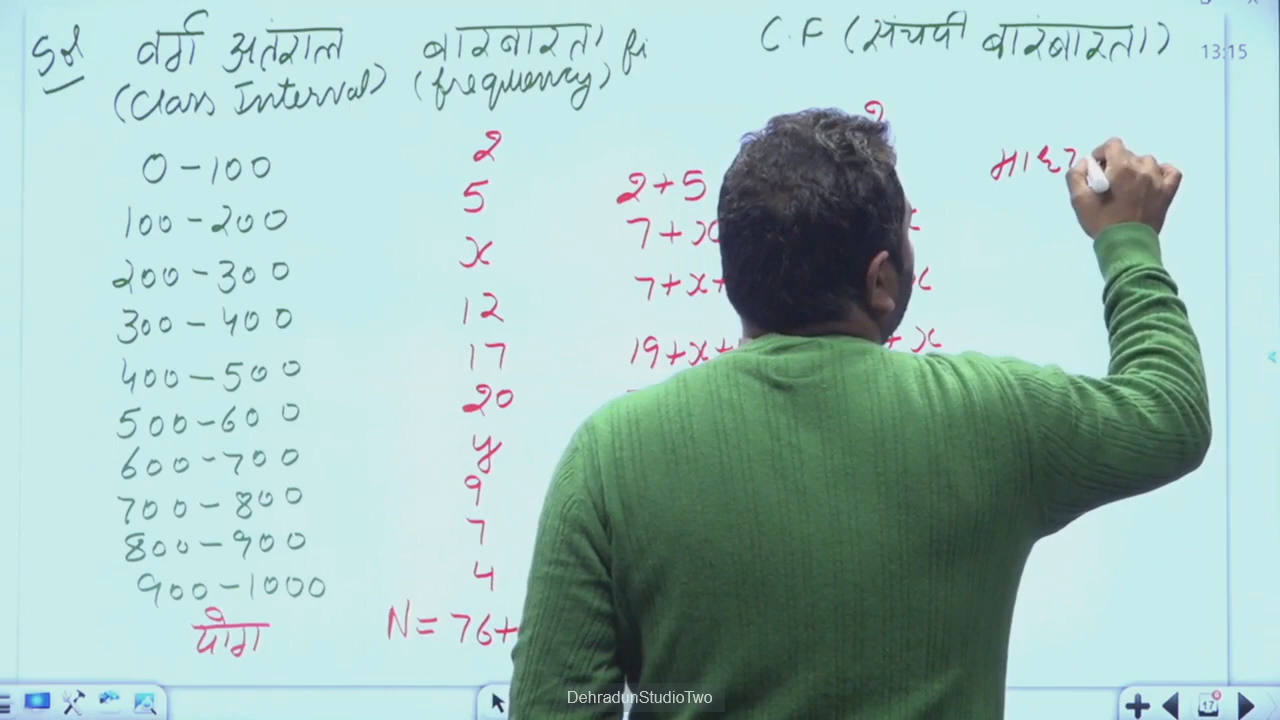 हल वर्ग अंतराल बारंबारता fi C.F (संचयी बारंबारता)
(Class Interval) (frequency)
13:15
0-100 2 2
100-200 5 2+5
200-300 x 7+x
300-400 12 7+x+
400-500 17 19+x+ +x
500-600 20
600-700 y
700-800 9
800-900 7
900-1000 4
योग N=76+
माध्य
17
DehradunStudioTwo